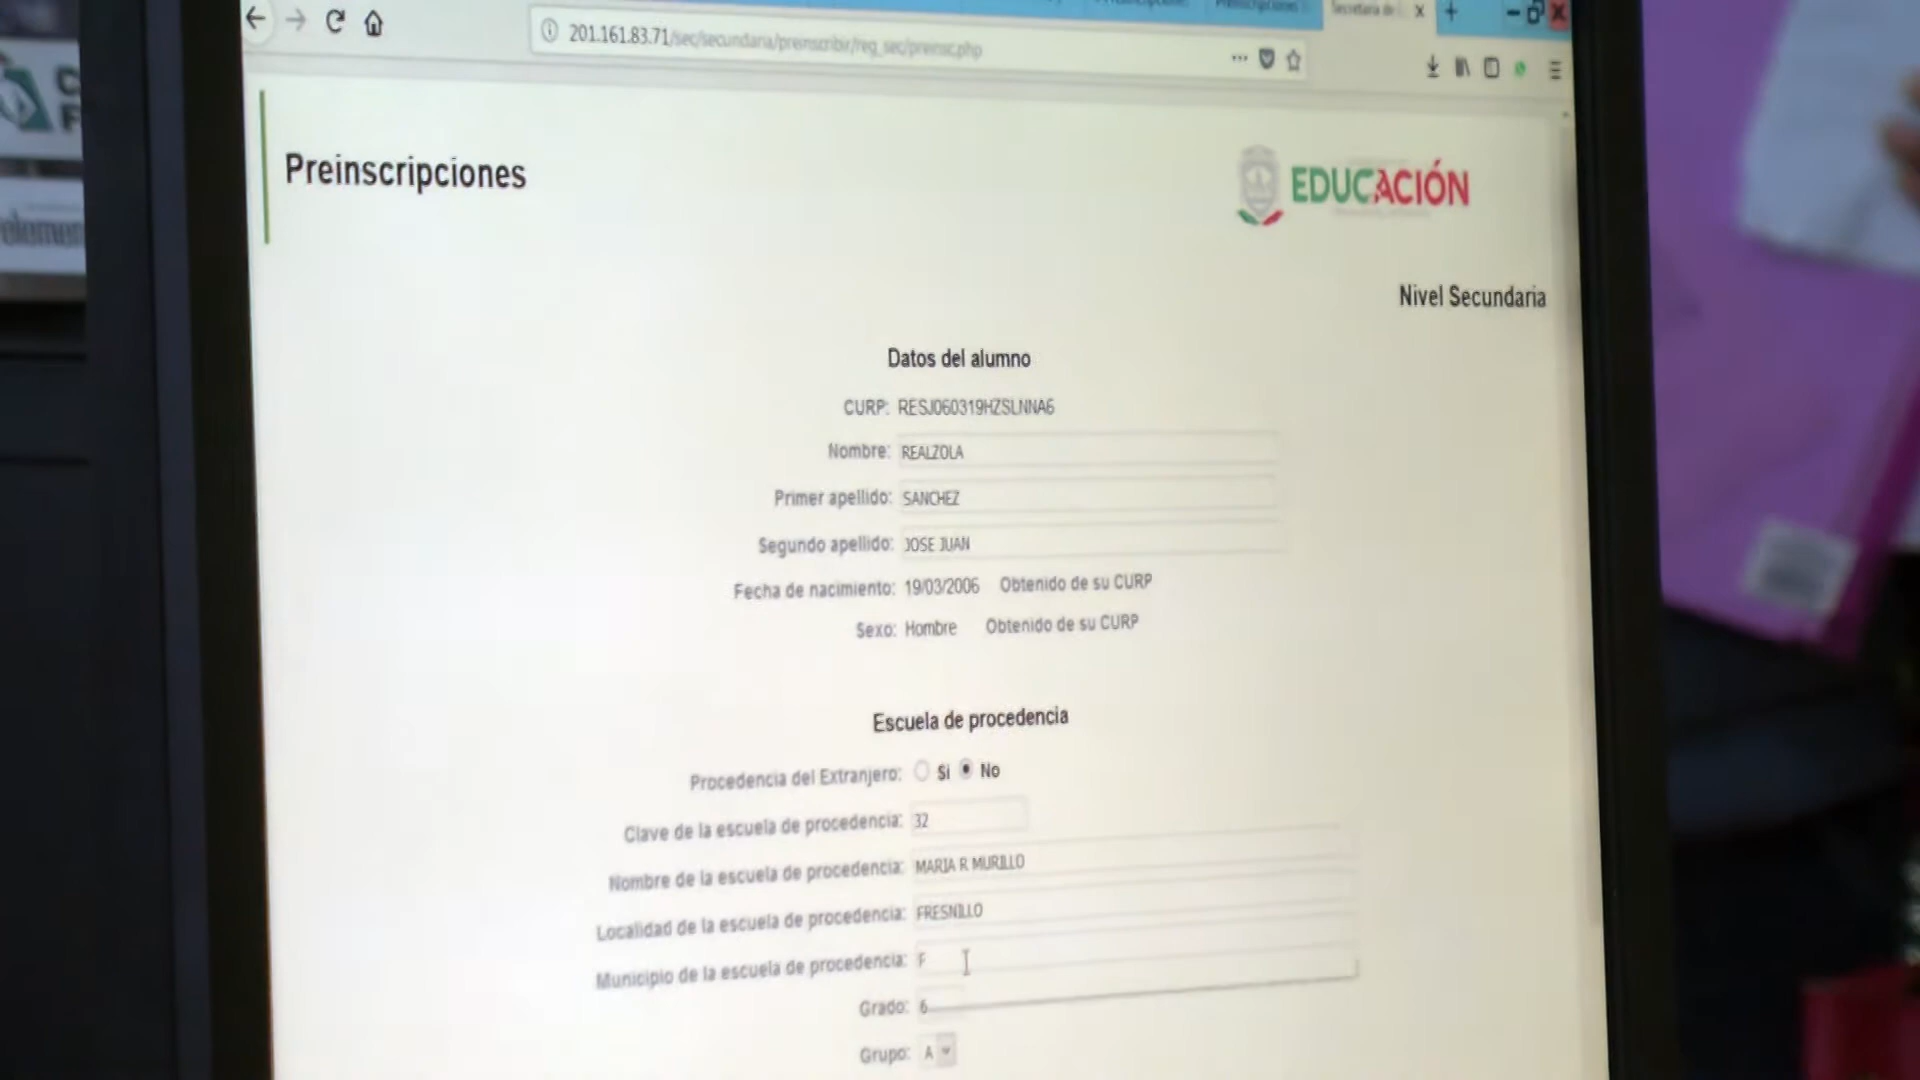 Secretaria de
201.161.83.71/sec/secundaria/preinscribir/reg_sec/preinsc.php
Preinscripciones
EDUCACIÓN
Nivel Secundaria
Datos del alumno
CURP: RESJ060319HZSLNNA6
Nombre: REALZOLA
Primer apellido: SANCHEZ
Segundo apellido: JOSE JUAN
Fecha de nacimiento: 19/03/2006 Obtenido de su CURP
Sexo: Hombre Obtenido de su CURP
Escuela de procedencia
Procedencia del Extranjero: Si No
Clave de la escuela de procedencia: 32
Nombre de la escuela de procedencia: MARIA R MURILLO
Localidad de la escuela de procedencia: FRESNILLO
Municipio de la escuela de procedencia: F
Grado: 6
Grupo: A